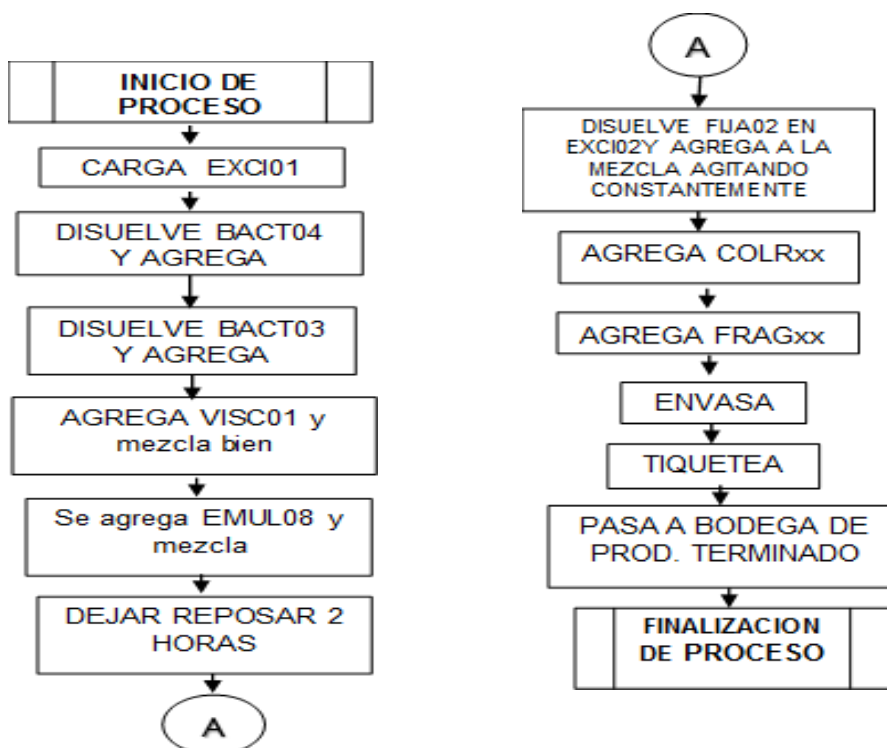 INICIO DE
PROCESO
CARGA EXCI01
DISUELVE BACT04
Y AGREGA
DISUELVE BACT03
Y AGREGA
AGREGA VISC01 y
mezcla bien
Se agrega EMUL08 y
mezcla
DEJAR REPOSAR 2
HORAS
A
A
DISUELVE FIJA02 EN
EXCI02Y AGREGA A LA
MEZCLA AGITANDO
CONSTANTEMENTE
AGREGA COLRxx
AGREGA FRAGxx
ENVASA
TIQUETEA
PASA A BODEGA DE
PROD. TERMINADO
FINALIZACION
DE PROCESO